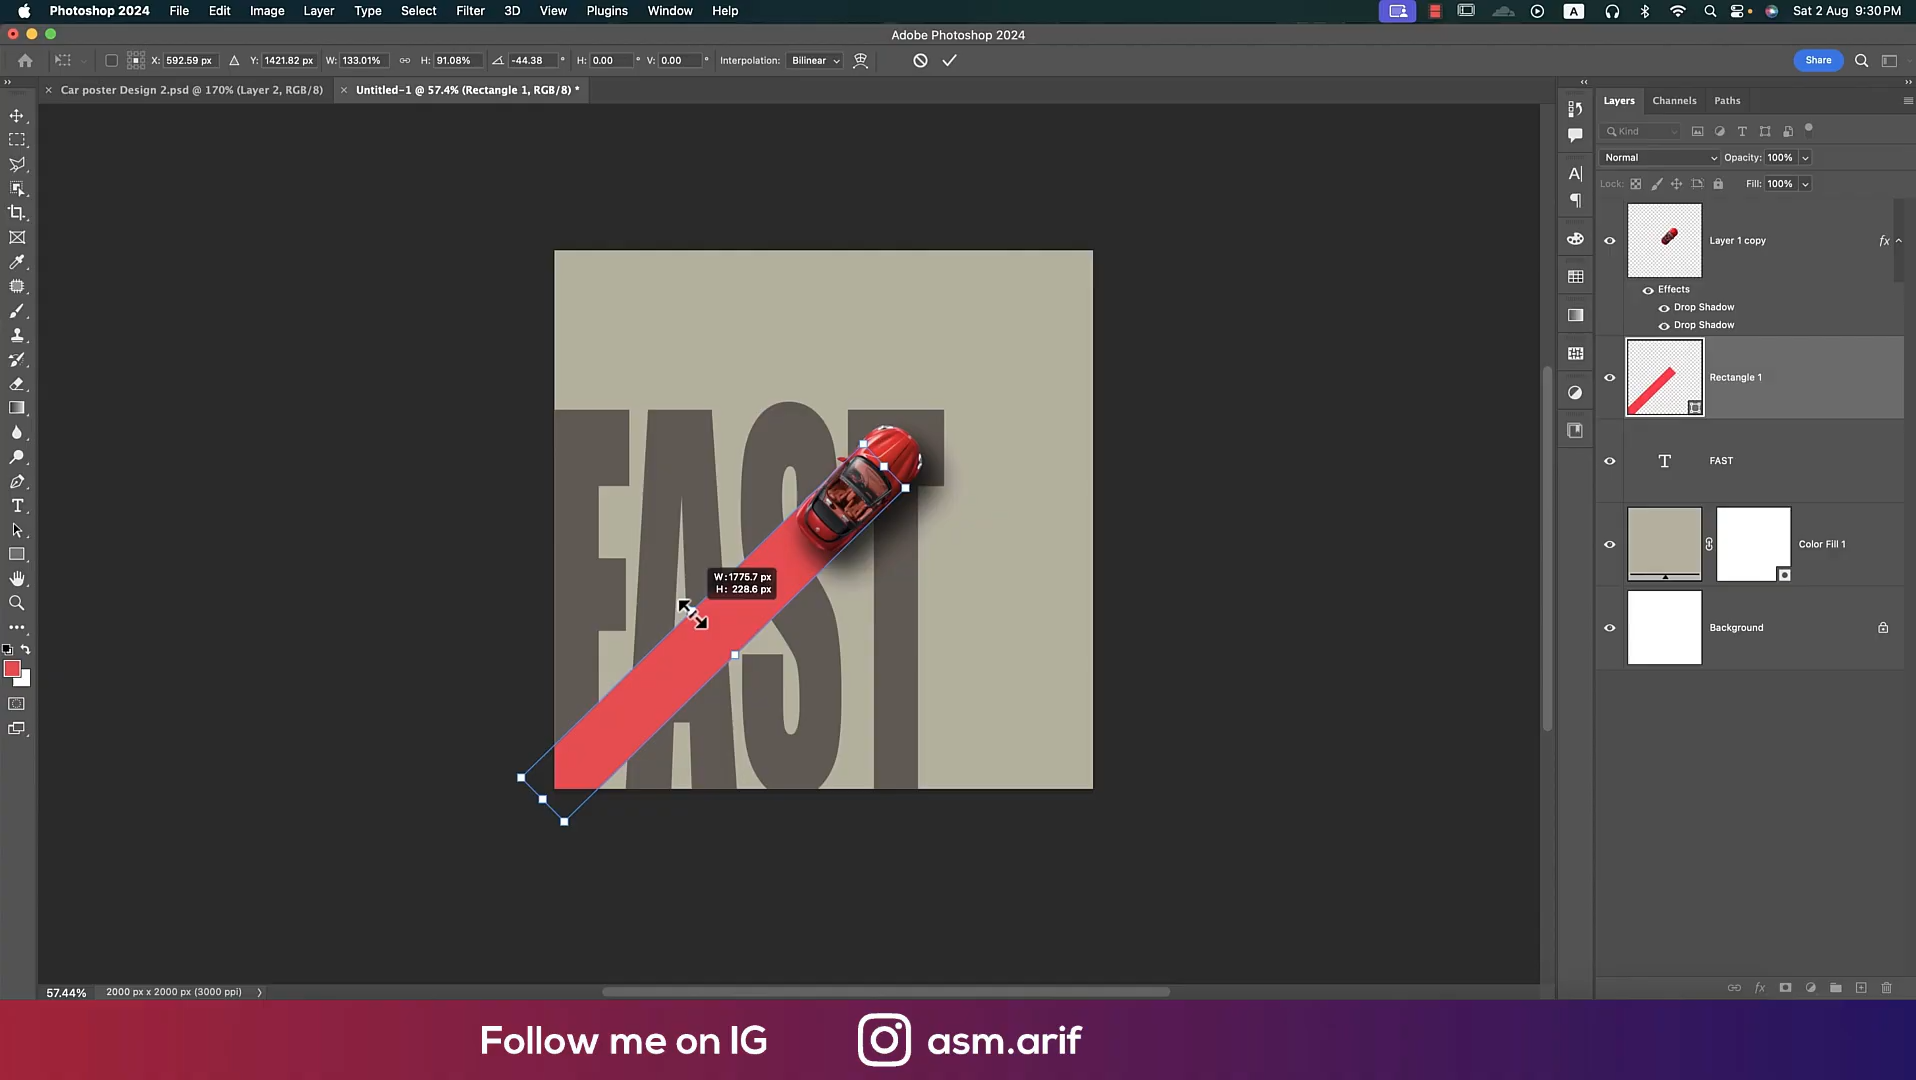 Photoshop 2024 File Edit Image Layer Type Select Filter 3D View Plugins Window Help A Sat 2 Aug 9:30 PM
Adobe Photoshop 2024
X: 592.59 px Y: 1421.82 px W: 133.01% H: 91.08% -44.38 ° H: 0.00 ° V: 0.00 ° Interpolation: Bilinear Share
Car poster Design 2.psd @ 170% (Layer 2, RGB/8) Untitled-1 @ 57.4% (Rectangle 1, RGB/8) *
Layers Channels Paths
Kind
Normal Opacity: 100%
Lock: Fill: 100%
Layer 1 copy fx
Effects
Drop Shadow
Drop Shadow
Rectangle 1
T FAST
Color Fill 1
Background
FAST
W: 1775.7 px
H: 228.6 px
57.44% 2000 px x 2000 px (3000 ppi)
fx
Follow me on IG asm.arif